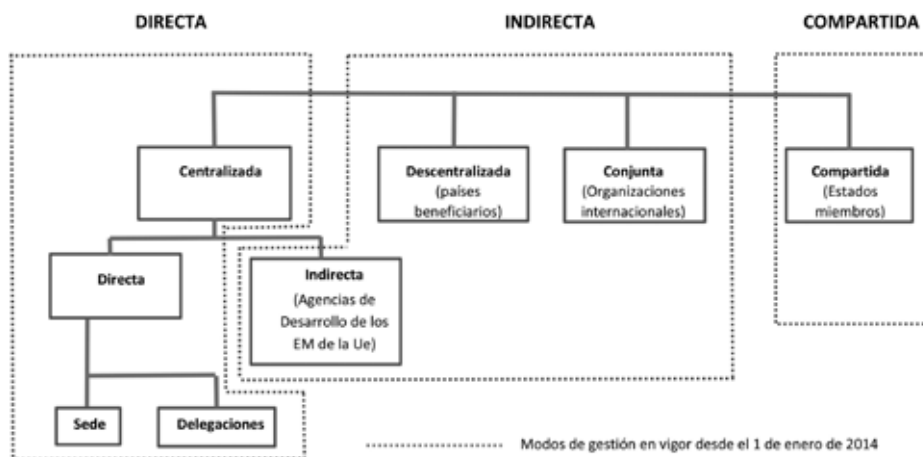 DIRECTA
INDIRECTA
COMPARTIDA
Centralizada
Descentralizada
(países
beneficiarios)
Conjunta
(Organizaciones
internacionales)
Compartida
(Estados
miembros)
Directa
Indirecta
(Agencias de
Desarrollo de los
EM de la Ue)
Sede
Delegaciones
Modos de gestión en vigor desde el 1 de enero de 2014